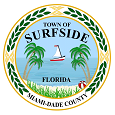 TOWN OF
SURFSIDE
FLORIDA
MIAMI-DADE COUNTY